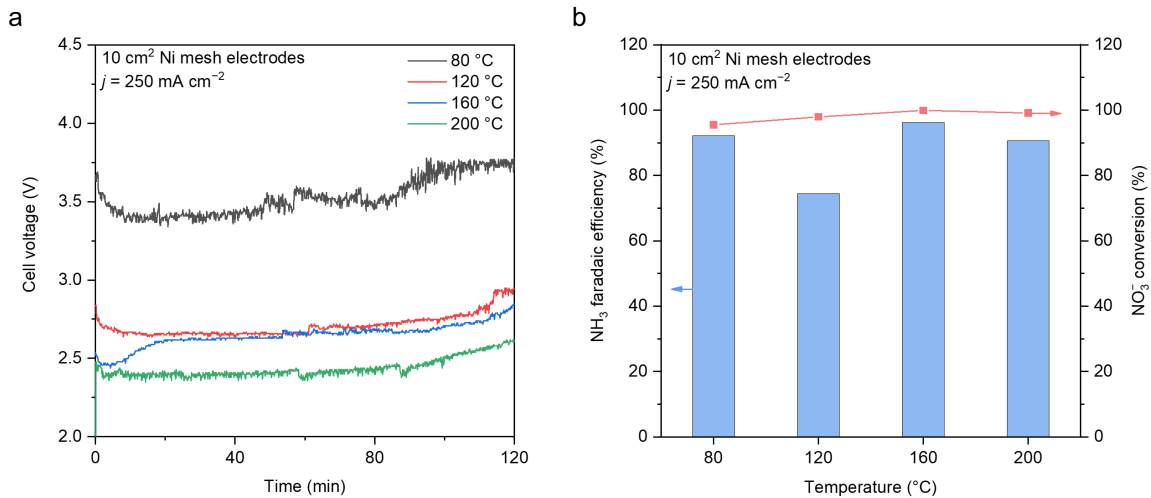 a
10 cm² Ni mesh electrodes
j = 250 mA cm⁻²
80 °C
120 °C
160 °C
200 °C
4.5
4.0
3.5
3.0
2.5
2.0
Cell voltage (V)
0
40
80
120
Time (min)
b
10 cm² Ni mesh electrodes
j = 250 mA cm⁻²
120
100
80
60
40
20
0
NH₃ faradaic efficiency (%)
80
120
160
200
Temperature (°C)
120
100
80
60
40
20
0
NO₃⁻ conversion (%)